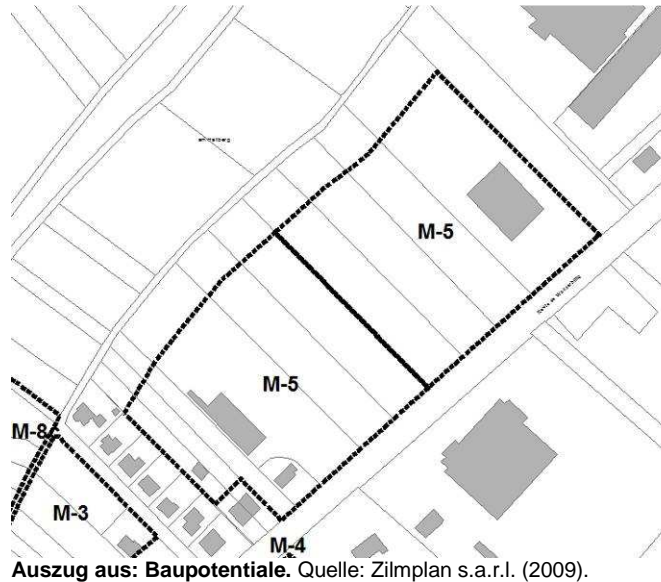 M-5
M-5
M-8
M-3
M-4
Auszug aus: Baupotentiale. Quelle: Zilmplan s.a.r.l. (2009).